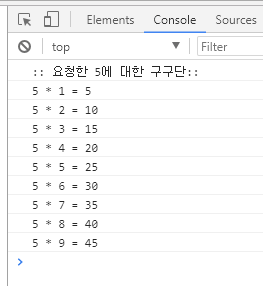 Elements Console Sources
top Filter
:: 요청한 5에 대한 구구단::
5 * 1 = 5
5 * 2 = 10
5 * 3 = 15
5 * 4 = 20
5 * 5 = 25
5 * 6 = 30
5 * 7 = 35
5 * 8 = 40
5 * 9 = 45
>